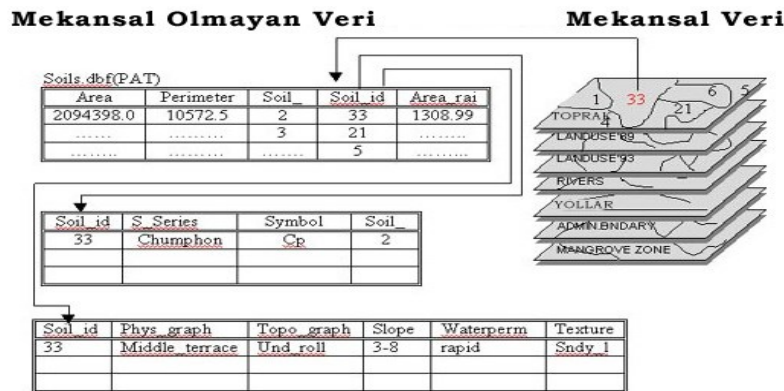 Mekansal Olmayan Veri
Mekansal Veri
Soils.dbf(PAT)
Area Perimeter Soil_ Soil_id Area_rai
2094398.0 10572.5 2 33 1308.99
...... ......... 3 21 ........
........ ......... ....... 5 .........
1 33 6 5
21
4
TOPRAK
LANDUSE'89
LANDUSE'93
RIVERS
YOLLAR
ADMIN.BNDARY
MANGROVE ZONE
Soil_id S_Series Symbol Soil_
33 Chumphon Cp 2
Soil_id Phys_graph Topo_graph Slope Waterperm Texture
33 Middle_terrace Und_roll 3-8 rapid Sndy_l